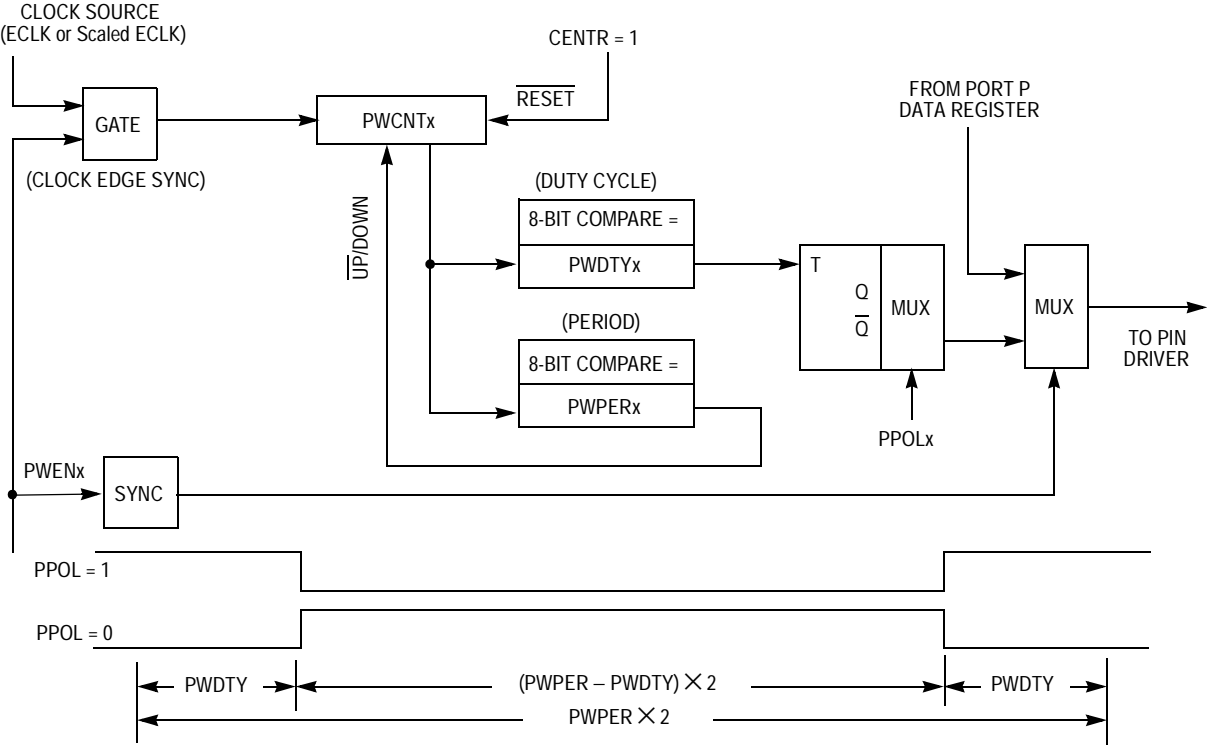 CLOCK SOURCE
(ECLK or Scaled ECLK)
CENTR = 1
RESET
FROM PORT P
DATA REGISTER
GATE
PWCNTx
(CLOCK EDGE SYNC)
(DUTY CYCLE)
8-BIT COMPARE =
PWDTYx
UP/DOWN
T
Q
Q
MUX
MUX
(PERIOD)
8-BIT COMPARE =
PWPERx
TO PIN
DRIVER
PPOLx
PWENx
SYNC
PPOL = 1
PPOL = 0
PWDTY
(PWPER – PWDTY) × 2
PWDTY
PWPER × 2